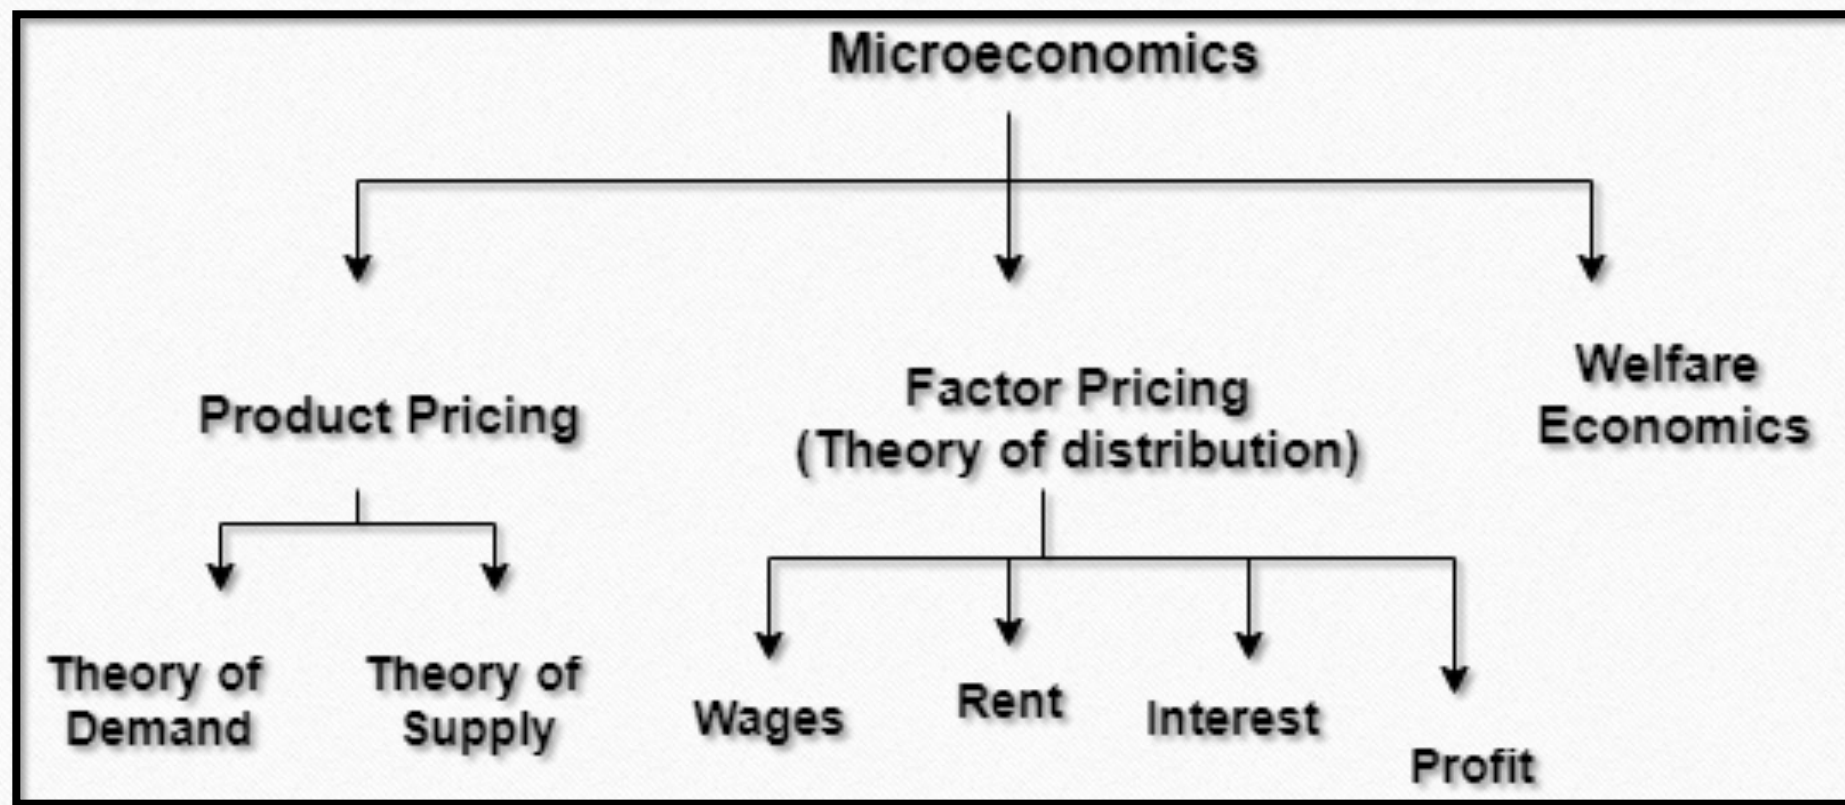 Microeconomics
Product Pricing
Factor Pricing
(Theory of distribution)
Welfare
Economics
Theory of
Demand
Theory of
Supply
Wages
Rent
Interest
Profit